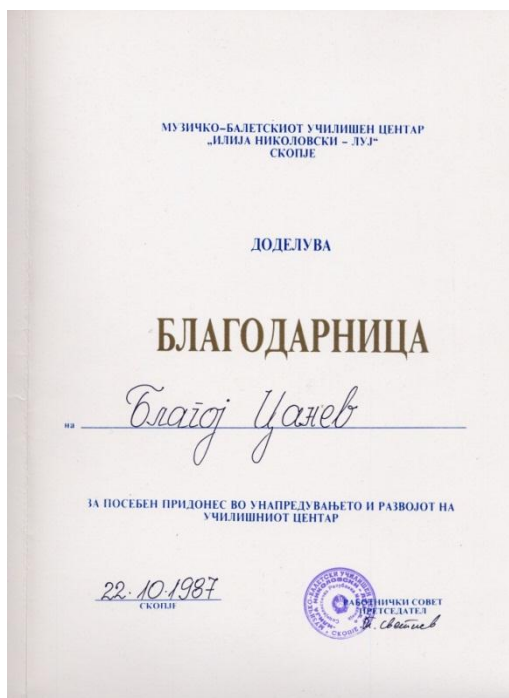 МУЗИЧКО–БАЛЕТСКИОТ УЧИЛИШЕН ЦЕНТАР
„ИЛИЈА НИКОЛОВСКИ – ЛУЈ“
СКОПЈЕ
ДОДЕЛУВА
БЛАГОДАРНИЦА
на Благој Цанев
ЗА ПОСЕБЕН ПРИДОНЕС ВО УНАПРЕДУВАЊЕТО И РАЗВОЈОТ НА
УЧИЛИШНИОТ ЦЕНТАР
22.10.1987
СКОПЈЕ
РАБОТНИЧКИ СОВЕТ
ПРЕТСЕДАТЕЛ